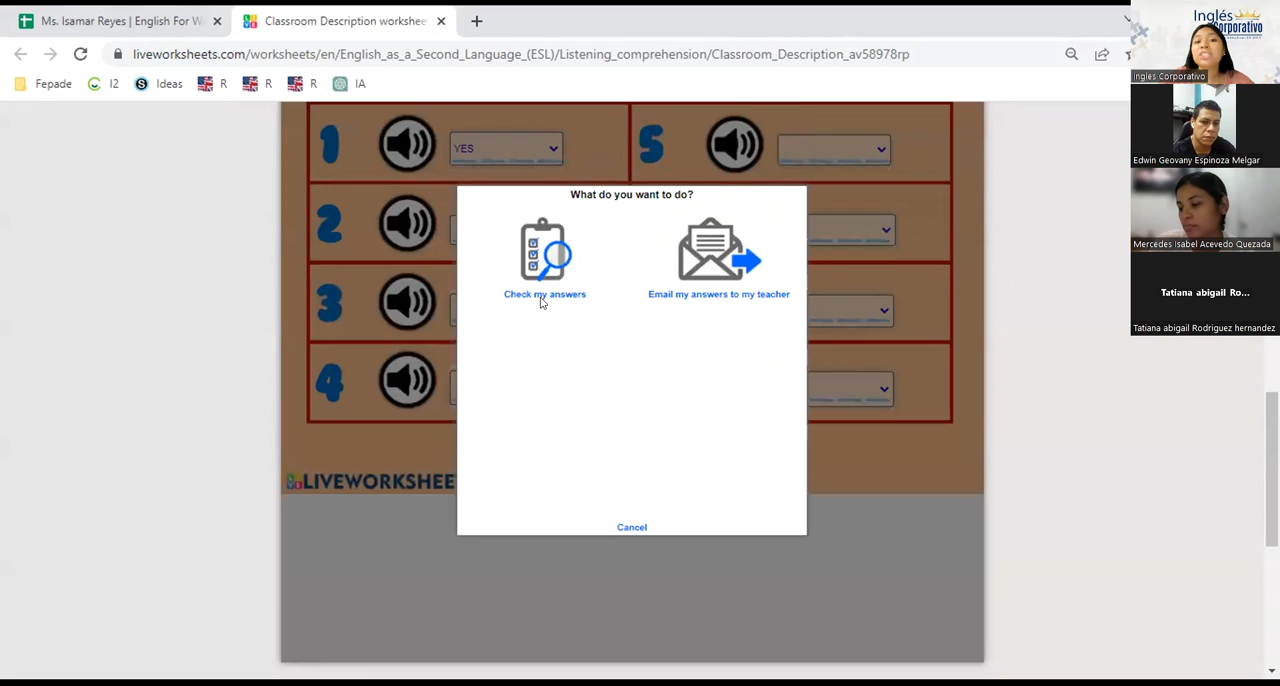 Ms. Isamar Reyes | English For W
Classroom Description workshee
liveworksheets.com/worksheets/en/English_as_a_Second_Language_(ESL)/Listening_comprehension/Classroom_Description_av58978rp
Fepade
I2
Ideas
R
R
R
IA
Inglés
Corporativo
Ingles Corporativo
Edwin Geovany Espinoza Melgar
Mercedes Isabel Acevedo Quezada
Tatiana abigail Ro...
Tatiana abigail Rodriguez hernandez
1
YES
5
2
3
4
What do you want to do?
Check my answers
Email my answers to my teacher
Cancel
LIVEWORKSHEE